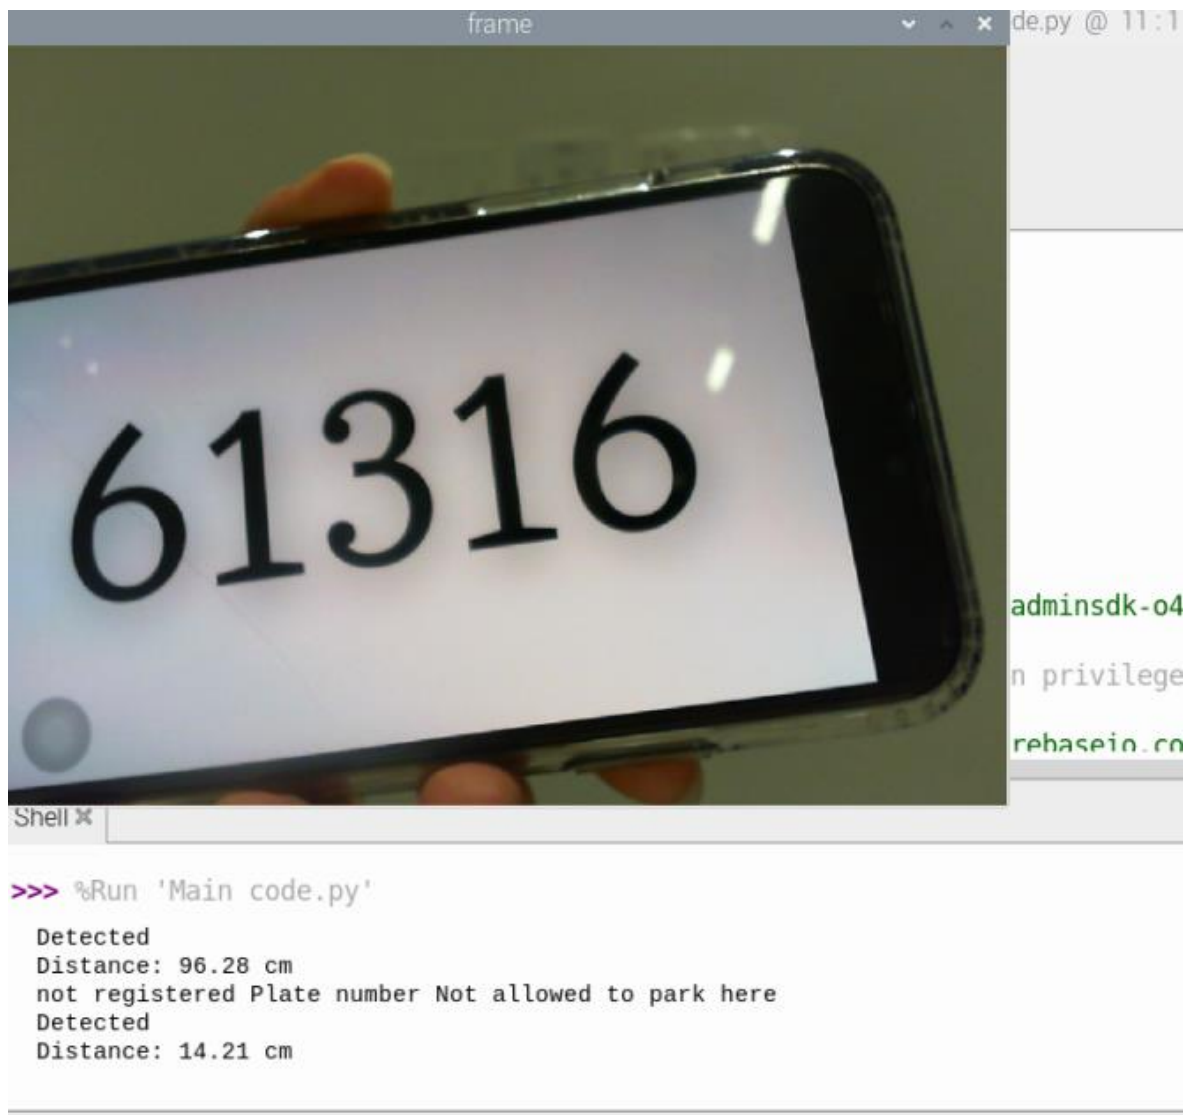 frame
de.py @ 11:1
61316
adminsdk-o4
n privilege
rebaseio.co
Shell
>>> %Run 'Main code.py'
Detected
Distance: 96.28 cm
not registered Plate number Not allowed to park here
Detected
Distance: 14.21 cm